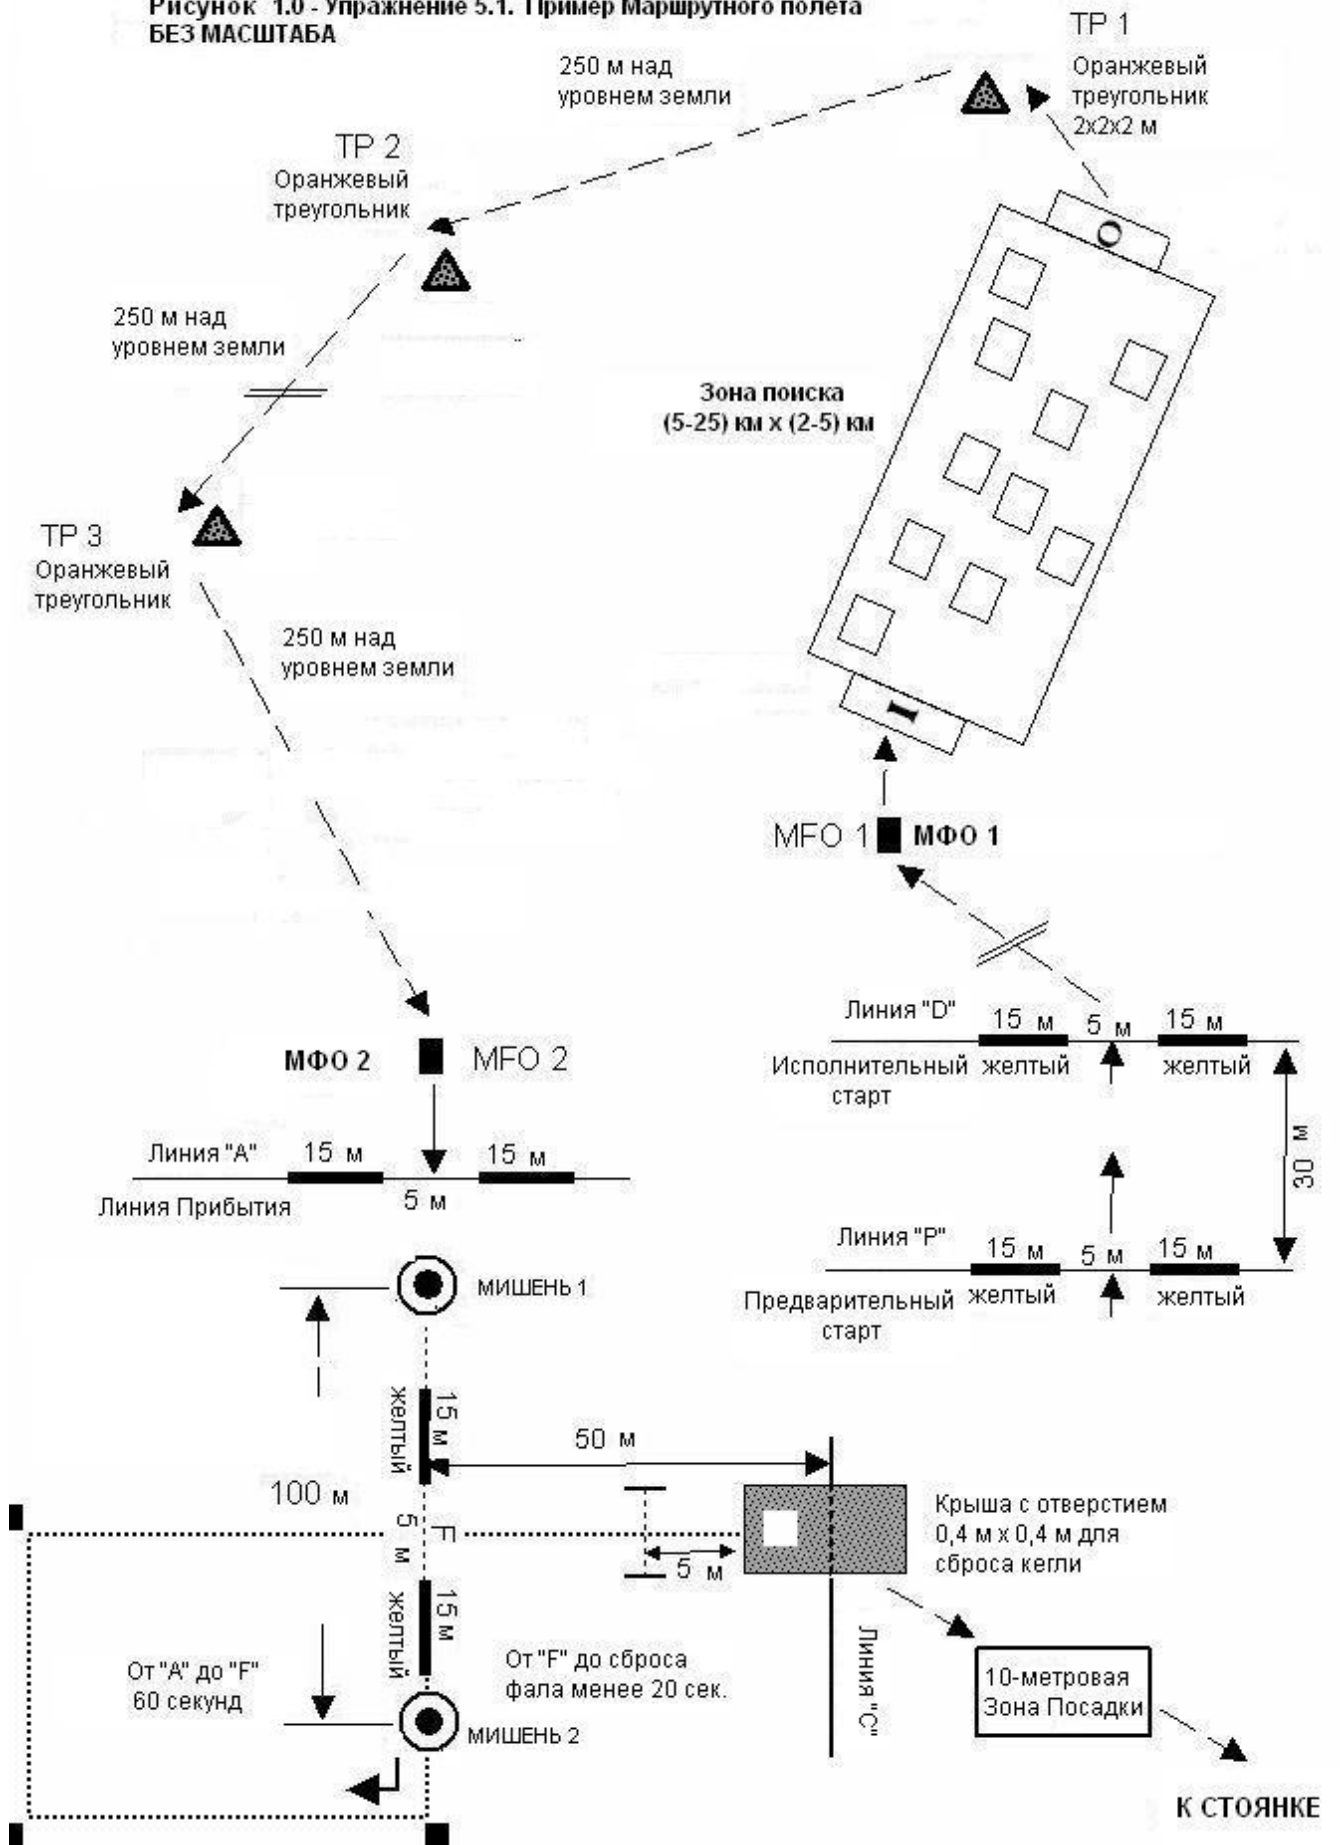 Рисунок 1.0 - Упражнение 5.1. Пример Маршрутного полета
БЕЗ МАСШТАБА
TP 1
Оранжевый
треугольник
2x2x2 м
250 м над
уровнем земли
TP 2
Оранжевый
треугольник
O
250 м над
уровнем земли
Зона поиска
(5-25) км x (2-5) км
TP 3
Оранжевый
треугольник
250 м над
уровнем земли
I
MFO 1 МФО 1
Линия "D"
15 м 5 м 15 м
Исполнительный
старт
желтый желтый
30 м
Линия "P"
15 м 5 м 15 м
Предварительный
старт
желтый желтый
МФО 2 MFO 2
Линия "A" 15 м 15 м
Линия Прибытия 5 м
МИШЕНЬ 1
желтый 15 м
50 м
100 м
5 м F
5 м
Крыша с отверстием
0,4 м x 0,4 м для
сброса кегли
желтый 15 м
От "A" до "F"
60 секунд
От "F" до сброса
фала менее 20 сек.
Линия "C"
МИШЕНЬ 2
10-метровая
Зона Посадки
К СТОЯНКЕ